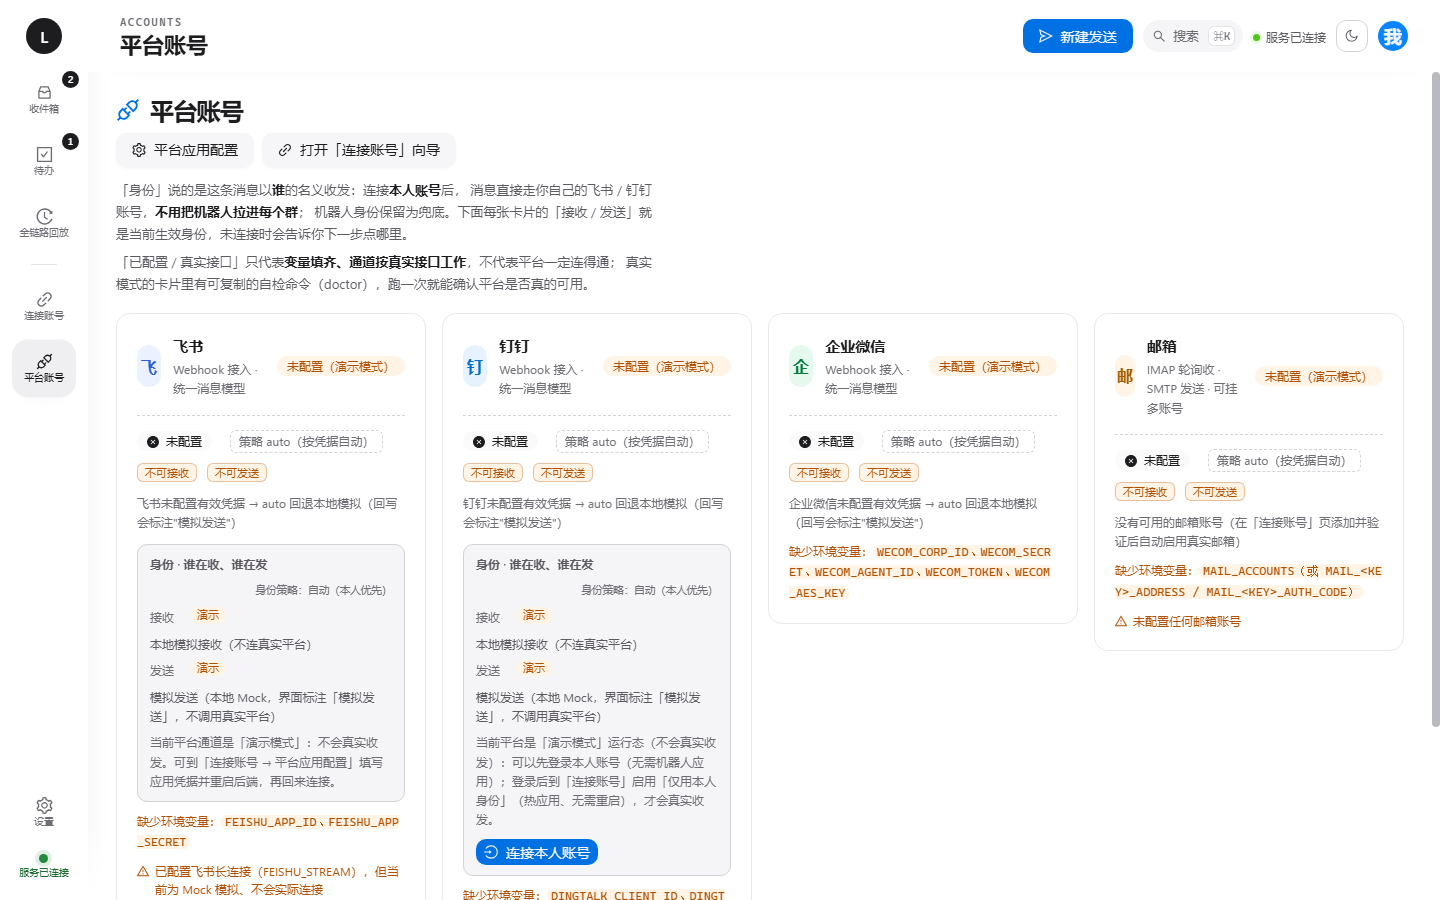 L
ACCOUNTS
平台账号
新建发送
搜索
⌘K
服务已连接
我
2
收件箱
1
待办
全链路回放
连接账号
平台账号
设置
服务已连接
平台账号
平台应用配置
打开「连接账号」向导
「身份」说的是这条消息以谁的名义收发：连接本人账号后， 消息直接走你自己的飞书 / 钉钉
账号，不用把机器人拉进每个群； 机器人身份保留为兜底。下面每张卡片的「接收 / 发送」就
是当前生效身份，未连接时会告诉你下一步点哪里。
「已配置 / 真实接口」只代表变量填齐、通道按真实接口工作，不代表平台一定连得通； 真实
模式的卡片里有可复制的自检命令（doctor），跑一次就能确认平台是否真的可用。
飞
飞书
Webhook 接入 ·
统一消息模型
未配置（演示模式）
未配置
策略 auto（按凭据自动）
不可接收
不可发送
飞书未配置有效凭据 → auto 回退本地模拟（回写
会标注"模拟发送"）
身份 · 谁在收、谁在发
身份策略：自动（本人优先）
接收
演示
本地模拟接收（不连真实平台）
发送
演示
模拟发送（本地 Mock，界面标注「模拟发
送」，不调用真实平台）
当前平台通道是「演示模式」：不会真实收
发。可到「连接账号 → 平台应用配置」填写
应用凭据并重启后端，再回来连接。
缺少环境变量： FEISHU_APP_ID、FEISHU_APP
_SECRET
已配置飞书长连接（FEISHU_STREAM），但当
前为 Mock 模拟、不会实际连接
钉
钉钉
Webhook 接入 ·
统一消息模型
未配置（演示模式）
未配置
策略 auto（按凭据自动）
不可接收
不可发送
钉钉未配置有效凭据 → auto 回退本地模拟（回写
会标注"模拟发送"）
身份 · 谁在收、谁在发
身份策略：自动（本人优先）
接收
演示
本地模拟接收（不连真实平台）
发送
演示
模拟发送（本地 Mock，界面标注「模拟发
送」，不调用真实平台）
当前平台是「演示模式」运行态（不会真实收
发）：可以先登录本人账号（无需机器人应
用）；登录后到「连接账号」启用「仅用本人
身份」（热应用、无需重启），才会真实收
发。
连接本人账号
缺少环境变量： DINGTALK_CLIENT_ID、DINGT
企
企业微信
Webhook 接入 ·
统一消息模型
未配置（演示模式）
未配置
策略 auto（按凭据自动）
不可接收
不可发送
企业微信未配置有效凭据 → auto 回退本地模拟
（回写会标注"模拟发送"）
缺少环境变量： WECOM_CORP_ID、WECOM_SECR
ET、WECOM_AGENT_ID、WECOM_TOKEN、WECOM
_AES_KEY
邮
邮箱
IMAP 轮询收 ·
SMTP 发送 · 可挂
多账号
未配置（演示模式）
未配置
策略 auto（按凭据自动）
不可接收
不可发送
没有可用的邮箱账号（在「连接账号」页添加并验
证后自动启用真实邮箱）
缺少环境变量： MAIL_ACCOUNTS（或 MAIL_<KE
Y>_ADDRESS / MAIL_<KEY>_AUTH_CODE）
未配置任何邮箱账号